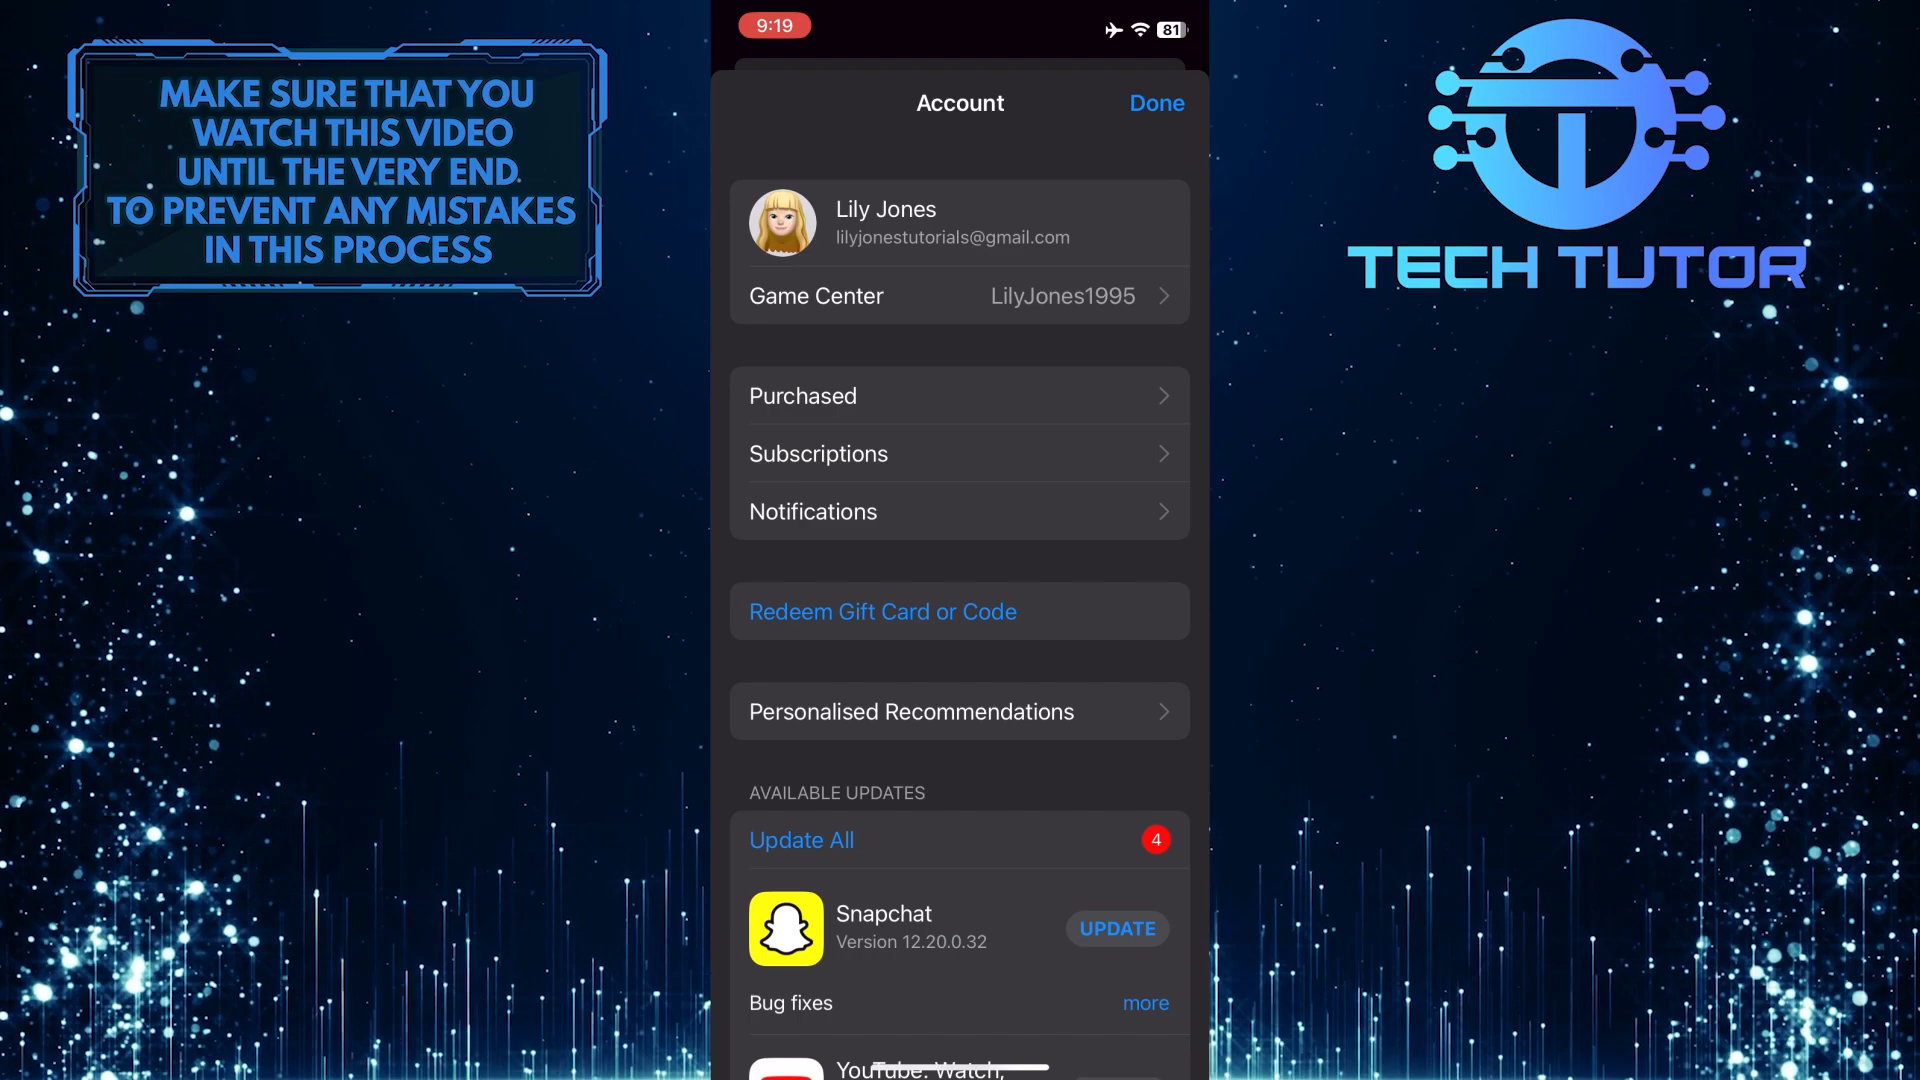 MAKE SURE THAT YOU
WATCH THIS VIDEO
UNTIL THE VERY END
TO PREVENT ANY MISTAKES
IN THIS PROCESS
9:19
81
Account
Done
Lily Jones
lilyjonestutorials@gmail.com
Game Center LilyJones1995
Purchased
Subscriptions
Notifications
Redeem Gift Card or Code
Personalised Recommendations
AVAILABLE UPDATES
Update All 4
Snapchat
Version 12.20.0.32
UPDATE
Bug fixes more
YouTube: Watch,
TECH TUTOR